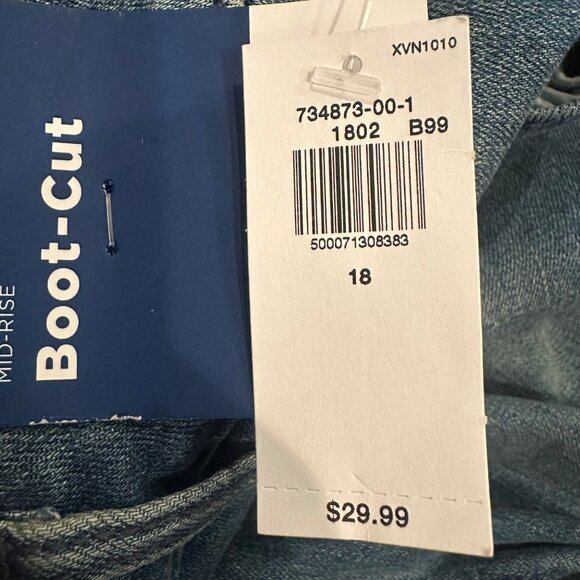 MID-RISE
Boot-Cut
XVN1010
734873-00-1
1802 B99
500071308383
18
$29.99